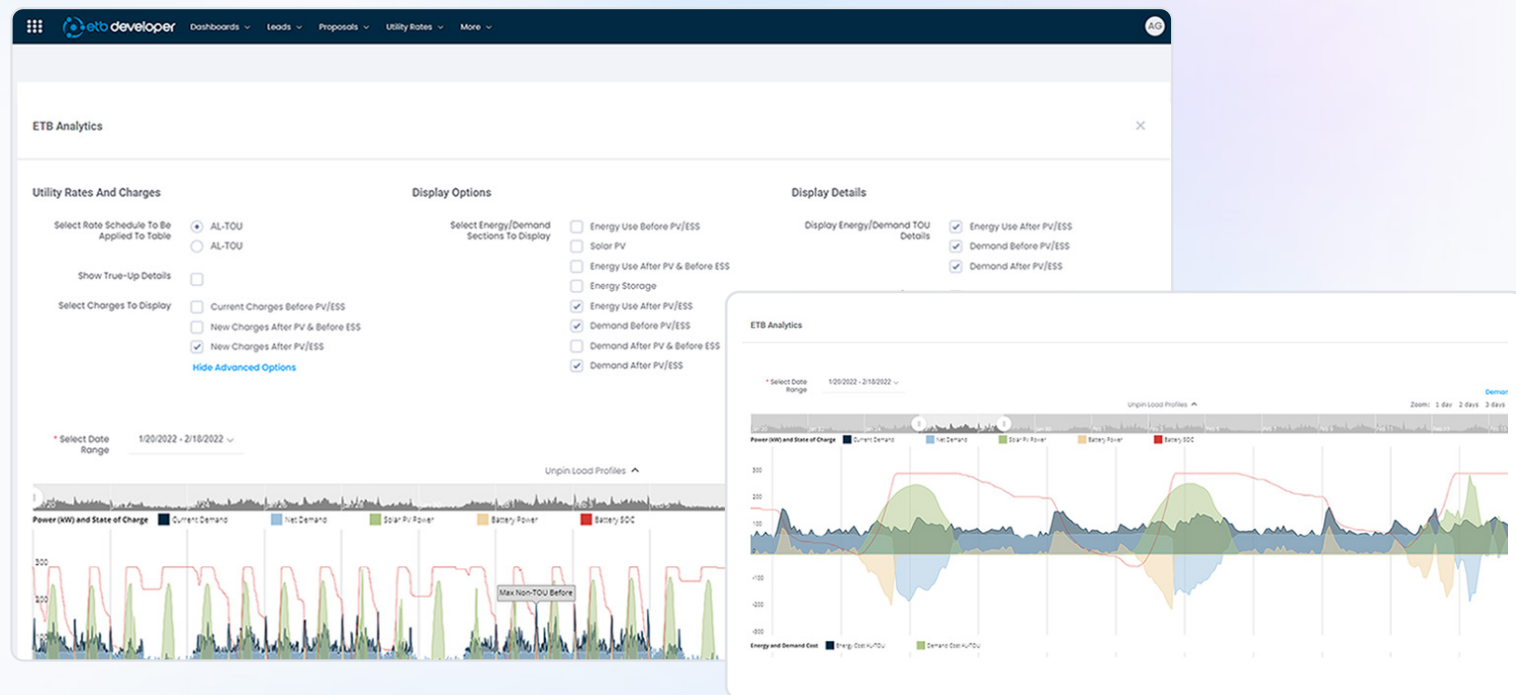 etb developer Dashboards Leads Proposals Utility Rates More AG
ETB Analytics
Utility Rates And Charges
Select Rate Schedule To Be Applied To Table
AL-TOU
AL-TOU
Show True-Up Details
Select Charges To Display
Current Charges Before PV/ESS
New Charges After PV & Before ESS
New Charges After PV/ESS
Hide Advanced Options
Display Options
Select Energy/Demand Sections To Display
Energy Use Before PV/ESS
Solar PV
Energy Use After PV & Before ESS
Energy Storage
Energy Use After PV/ESS
Demand Before PV/ESS
Demand After PV & Before ESS
Demand After PV/ESS
Display Details
Display Energy/Demand TOU Details
Energy Use After PV/ESS
Demand Before PV/ESS
Demand After PV/ESS
* Select Date Range
1/20/2022 - 2/18/2022
Unpin Load Profiles
Power (kW) and State of Charge Current Demand Net Demand Solar PV Power Battery Power Battery SOC
300
200
Max Non-TOU Before
ETB Analytics
* Select Date Range
1/20/2022 - 2/18/2022
Unpin Load Profiles
Demar
Zoom: 1 day 2 days 3 days
Power (kW) and State of Charge Current Demand Net Demand Solar PV Power Battery Power Battery SOC
300
200
100
0
-100
-200
-300
Energy and Demand Cost Energy Cost AL-TOU Demand Cost AL-TOU